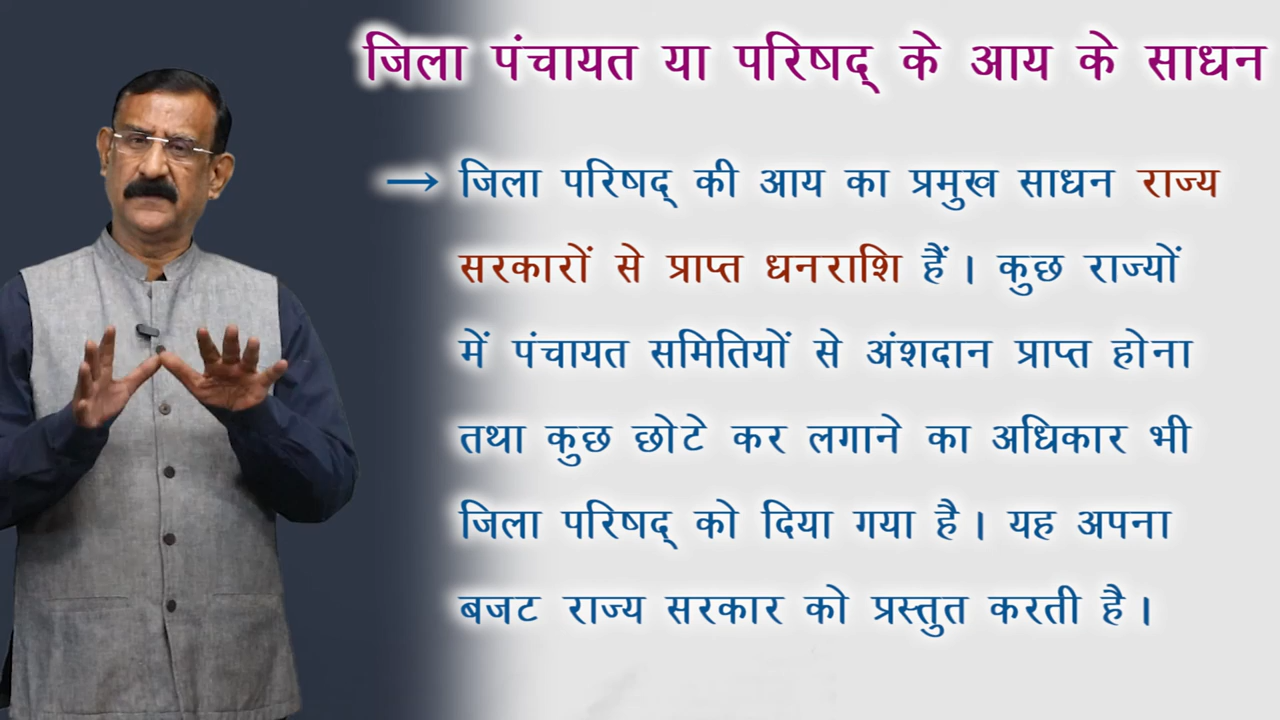 जिला पंचायत या परिषद् के आय के साधन
→ जिला परिषद् की आय का प्रमुख साधन राज्य
सरकारों से प्राप्त धनराशि हैं। कुछ राज्यों
में पंचायत समितियों से अंशदान प्राप्त होना
तथा कुछ छोटे कर लगाने का अधिकार भी
जिला परिषद् को दिया गया है। यह अपना
बजट राज्य सरकार को प्रस्तुत करती है।